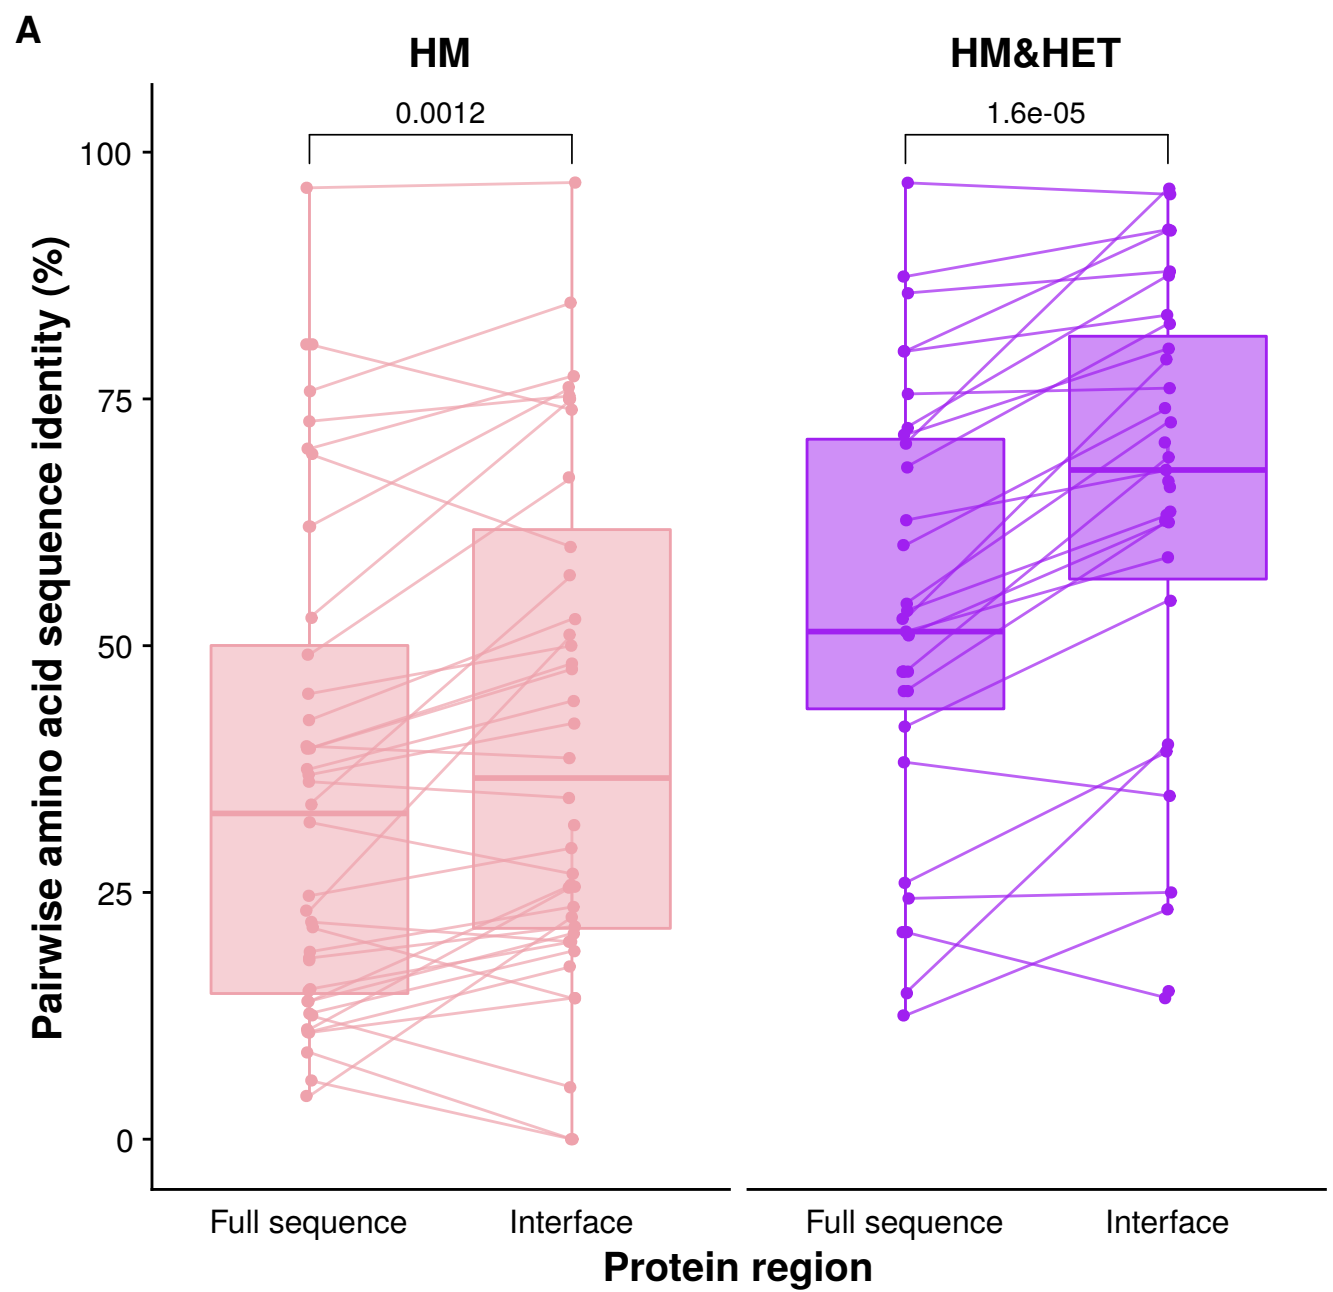 A
HM
HM&HET
0.0012
1.6e-05
100
75
50
25
0
Pairwise amino acid sequence identity (%)
Full sequence
Interface
Full sequence
Interface
Protein region